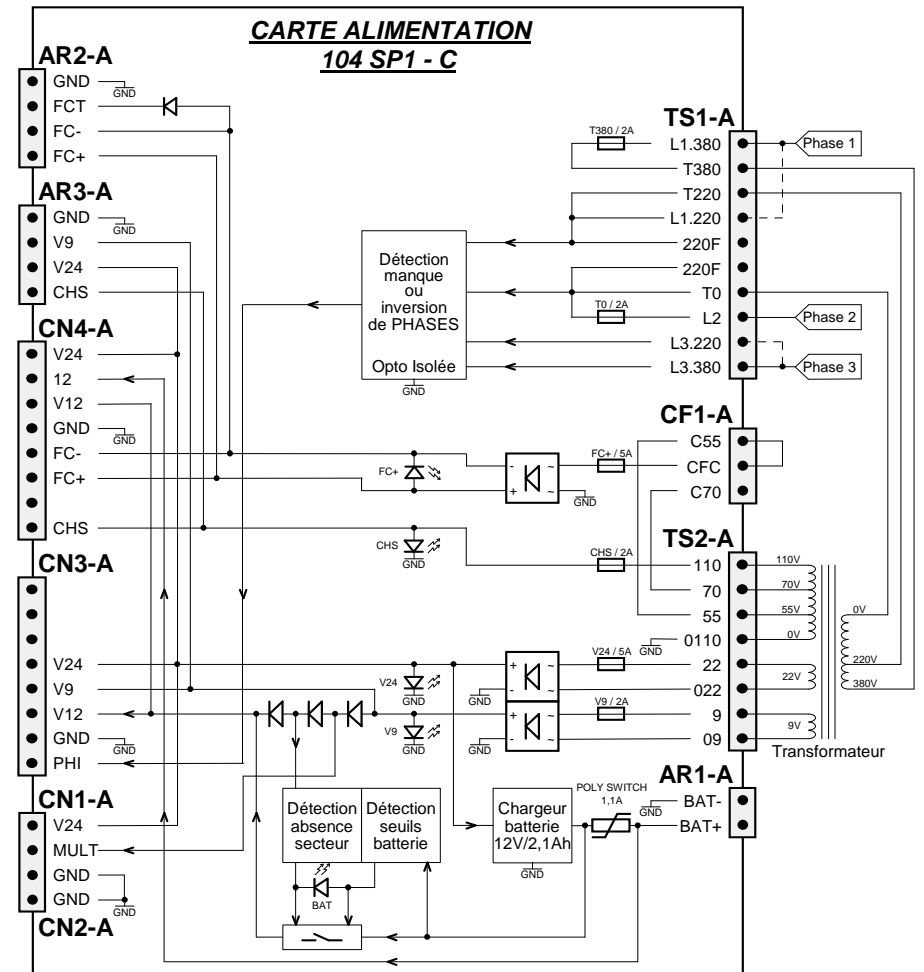 CARTE ALIMENTATION
104 SP1 - C
AR2-A
GND
GND
FCT
FC-
FC+
AR3-A
GND
GND
V9
V24
CHS
CN4-A
V24
12
V12
GND
GND
FC-
FC+
CHS
CN3-A
V24
V9
V12
GND
GND
PHI
CN1-A
V24
MULT
GND
GND
GND
CN2-A
Détection
manque
ou
inversion
de PHASES
Opto Isolée
GND
TS1-A
T380 / 2A
L1.380
T380
T220
L1.220
220F
220F
T0
T0 / 2A
L2
L3.220
L3.380
Phase 1
Phase 2
Phase 3
CF1-A
C55
CFC
C70
FC+ / 5A
- ~
+ ~
GND
FC+
CHS
GND
TS2-A
CHS / 2A
110
70
55
0110
GND
22
022
9
09
110V
70V
55V
0V
22V
9V
0V
220V
380V
Transformateur
V24 / 5A
+ ~
- ~
GND
V24
GND
V9 / 2A
+ ~
- ~
GND
V9
GND
AR1-A
BAT-
BAT+
GND
POLY SWITCH
1,1A
Chargeur
batterie
12V/2,1Ah
GND
Détection
absence
secteur
Détection
seuils
batterie
BAT